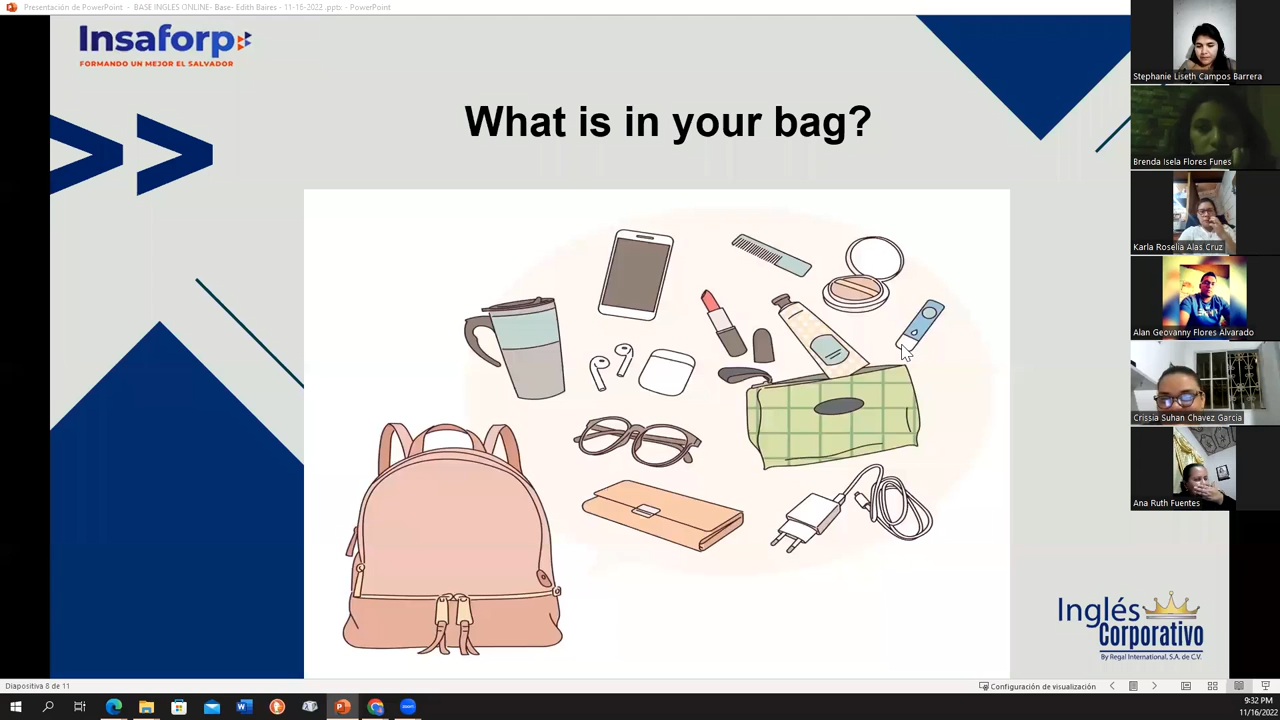 Presentación de PowerPoint - BASE INGLES ONLINE- Base- Edith Baires - 11-16-2022 .pptx - PowerPoint
Insaforp
FORMANDO UN MEJOR EL SALVADOR
What is in your bag?
Stephanie Liseth Campos Barrera
Brenda Isela Flores Funes
Karla Roselia Alas Cruz
Alan Geovanny Flores Alvarado
Crissia Suhan Chavez Garcia
Ana Ruth Fuentes
Inglés
Corporativo
By Regal International, S.A. de C.V.
Diapositiva 8 de 11
Configuración de visualización
9:32 PM
11/16/2022